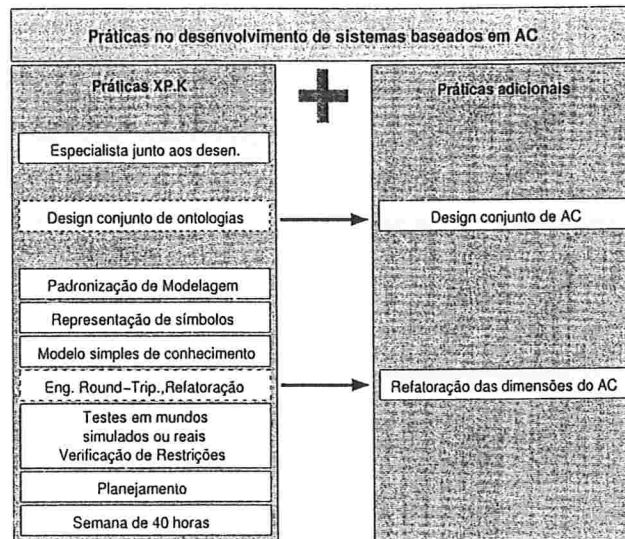 Práticas no desenvolvimento de sistemas baseados em AC
Práticas XP.K
Especialista junto aos desen.
Design conjunto de ontologias
Padronização de Modelagem
Representação de símbolos
Modelo simples de conhecimento
Eng. Round-Trip.,Refatoração
Testes em mundos
simulados ou reais
Verificação de Restrições
Planejamento
Semana de 40 horas
Práticas adicionais
Design conjunto de AC
Refatoração das dimensões do AC